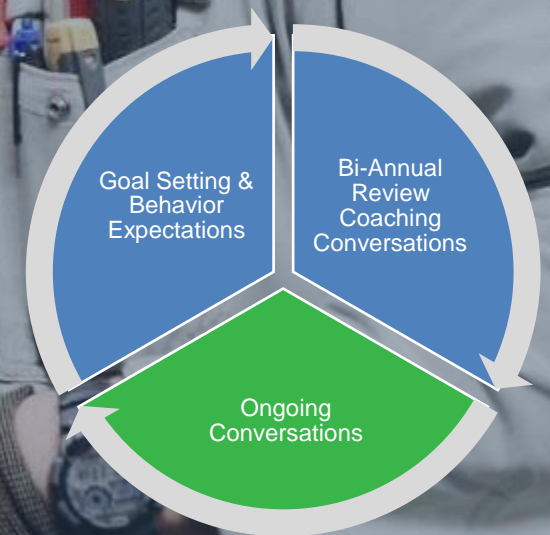 Goal Setting &
Behavior
Expectations
Bi-Annual
Review
Coaching
Conversations
Ongoing
Conversations